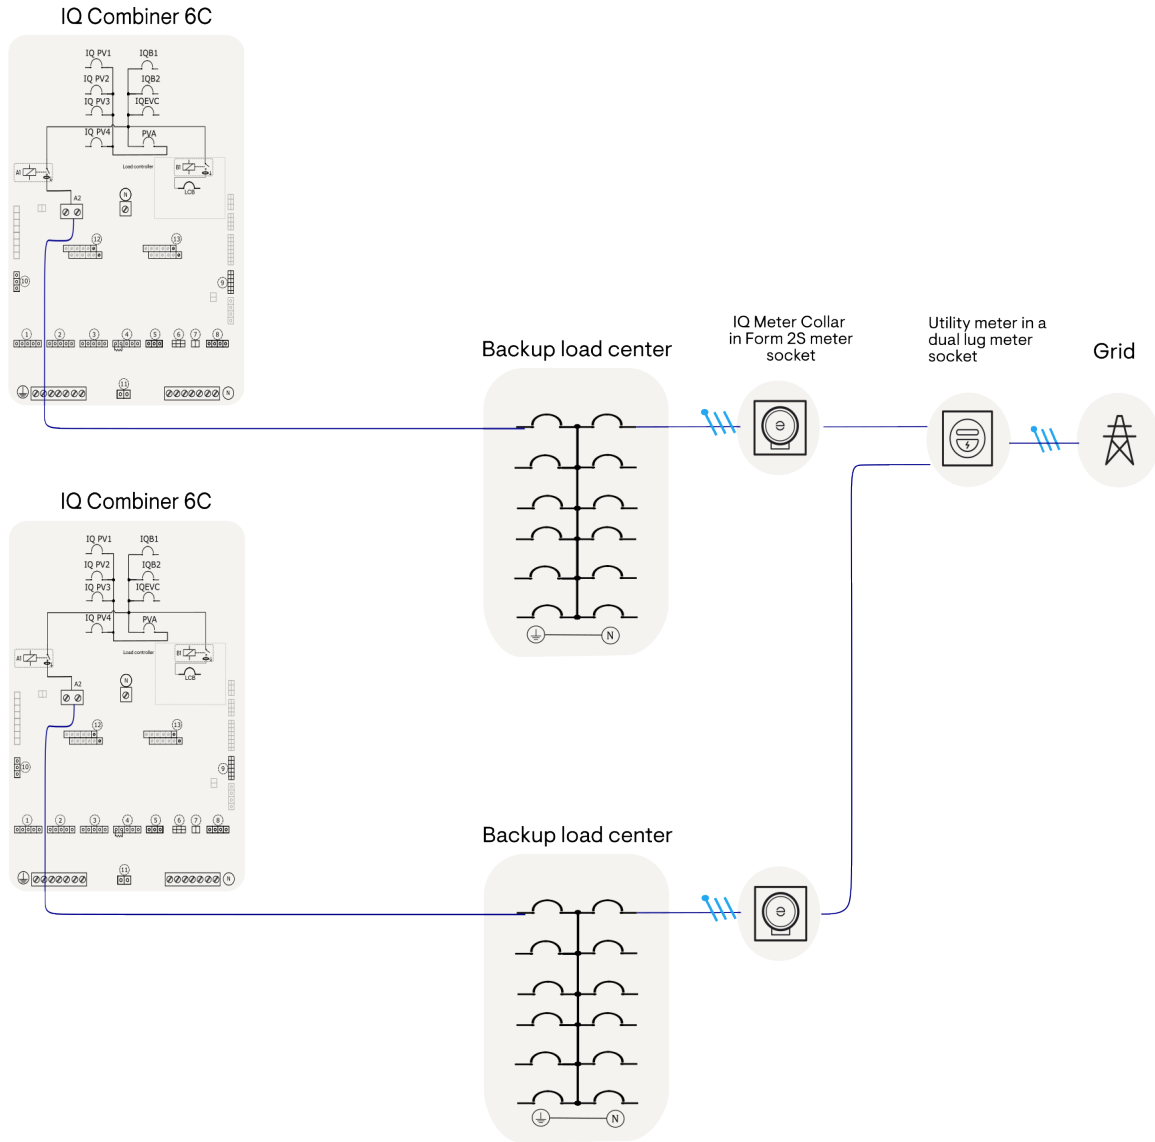 IQ Combiner 6C
IQ PV1
IQB1
IQ PV2
IQB2
IQ PV3
IQEVC
IQ PV4
PVA
Load controller
A1
B1
LCB
N
A2
12
13
10
9
1
2
3
4
5
6
7
8
11
N
Backup load center
N
IQ Meter Collar
in Form 2S meter
socket
Utility meter in a
dual lug meter
socket
Grid
IQ Combiner 6C
IQ PV1
IQB1
IQ PV2
IQB2
IQ PV3
IQEVC
IQ PV4
PVA
Load controller
A1
B1
LCB
N
A2
12
13
10
9
1
2
3
4
5
6
7
8
11
N
Backup load center
N